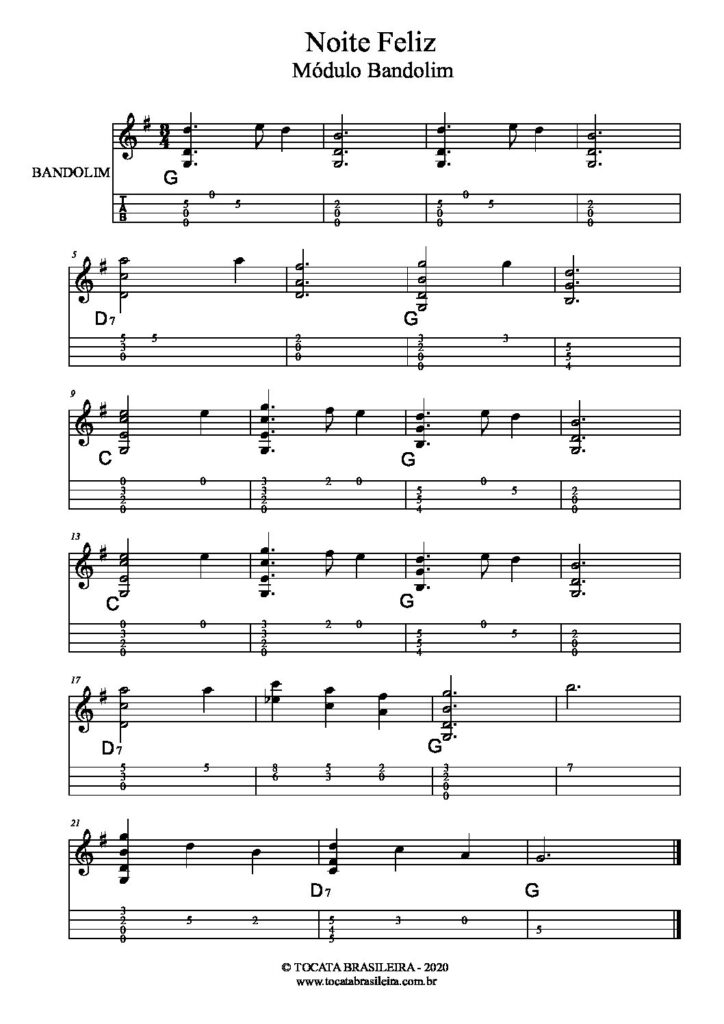 Noite Feliz
Módulo Bandolim
3
4
BANDOLIM
G
T
A
B
0 0
5 5 2 5 5 2
0 0 0 0
0 0 0 0
5
D7 G
5 5 2 3 3
3 0 2 5
0 0 0 5
0 4
9
C G
0 0 3 2 0 0
3 3 5 5 2
2 2 5 0
0 0 4 0
13
C G
0 0 3 2 0 0
3 3 5 5 2
2 2 5 0
0 0 4 0
17
D7 G
5 5 8 5 2 3 7
3 6 3 0 2
0 0
0
21
D7 G
3
2 5 2 5 3 0
0 4 5
0 5
© TOCATA BRASILEIRA - 2020
www.tocatabrasileira.com.br